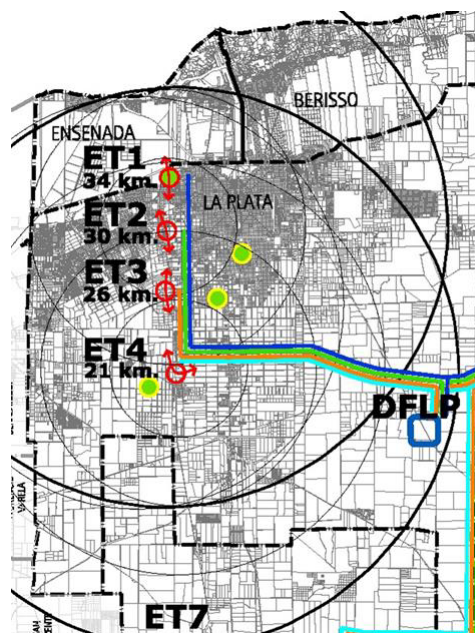 BERISSO
ENSENADA
ET1
34 km.
LA PLATA
ET2
30 km.
ET3
26 km.
ET4
21 km.
DFLP
ET7